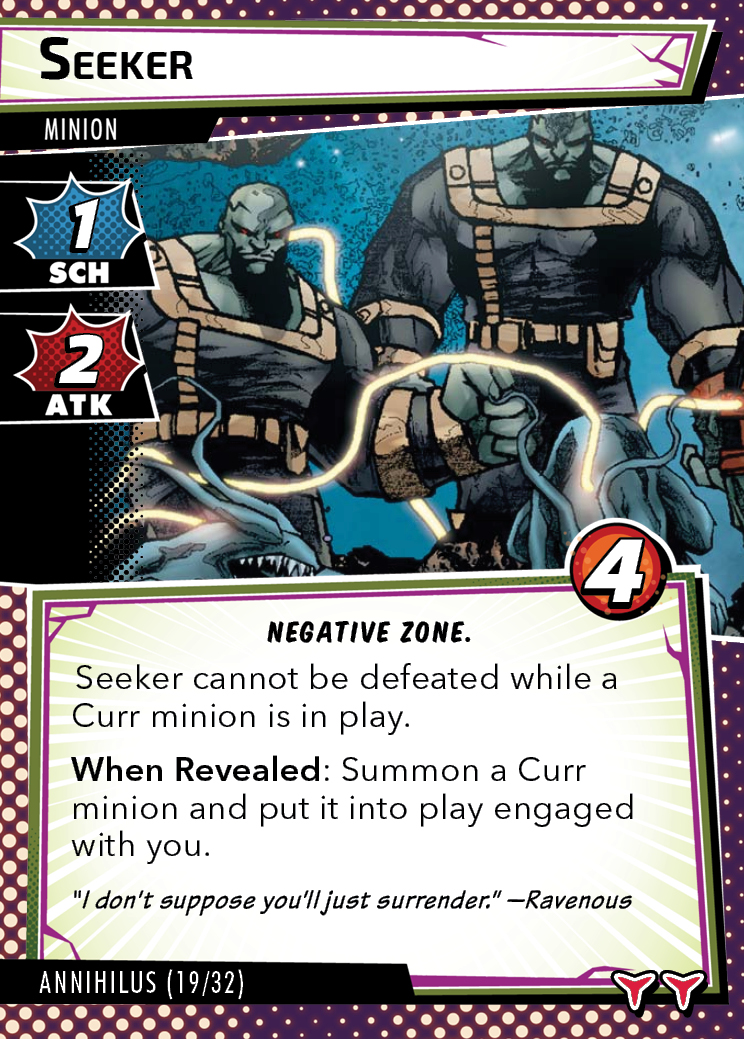 SEEKER
MINION
1
SCH
2
ATK
4
NEGATIVE ZONE.
Seeker cannot be defeated while a
Curr minion is in play.
When Revealed: Summon a Curr
minion and put it into play engaged
with you.
"I don't suppose you'll just surrender." —Ravenous
ANNIHILUS (19/32)